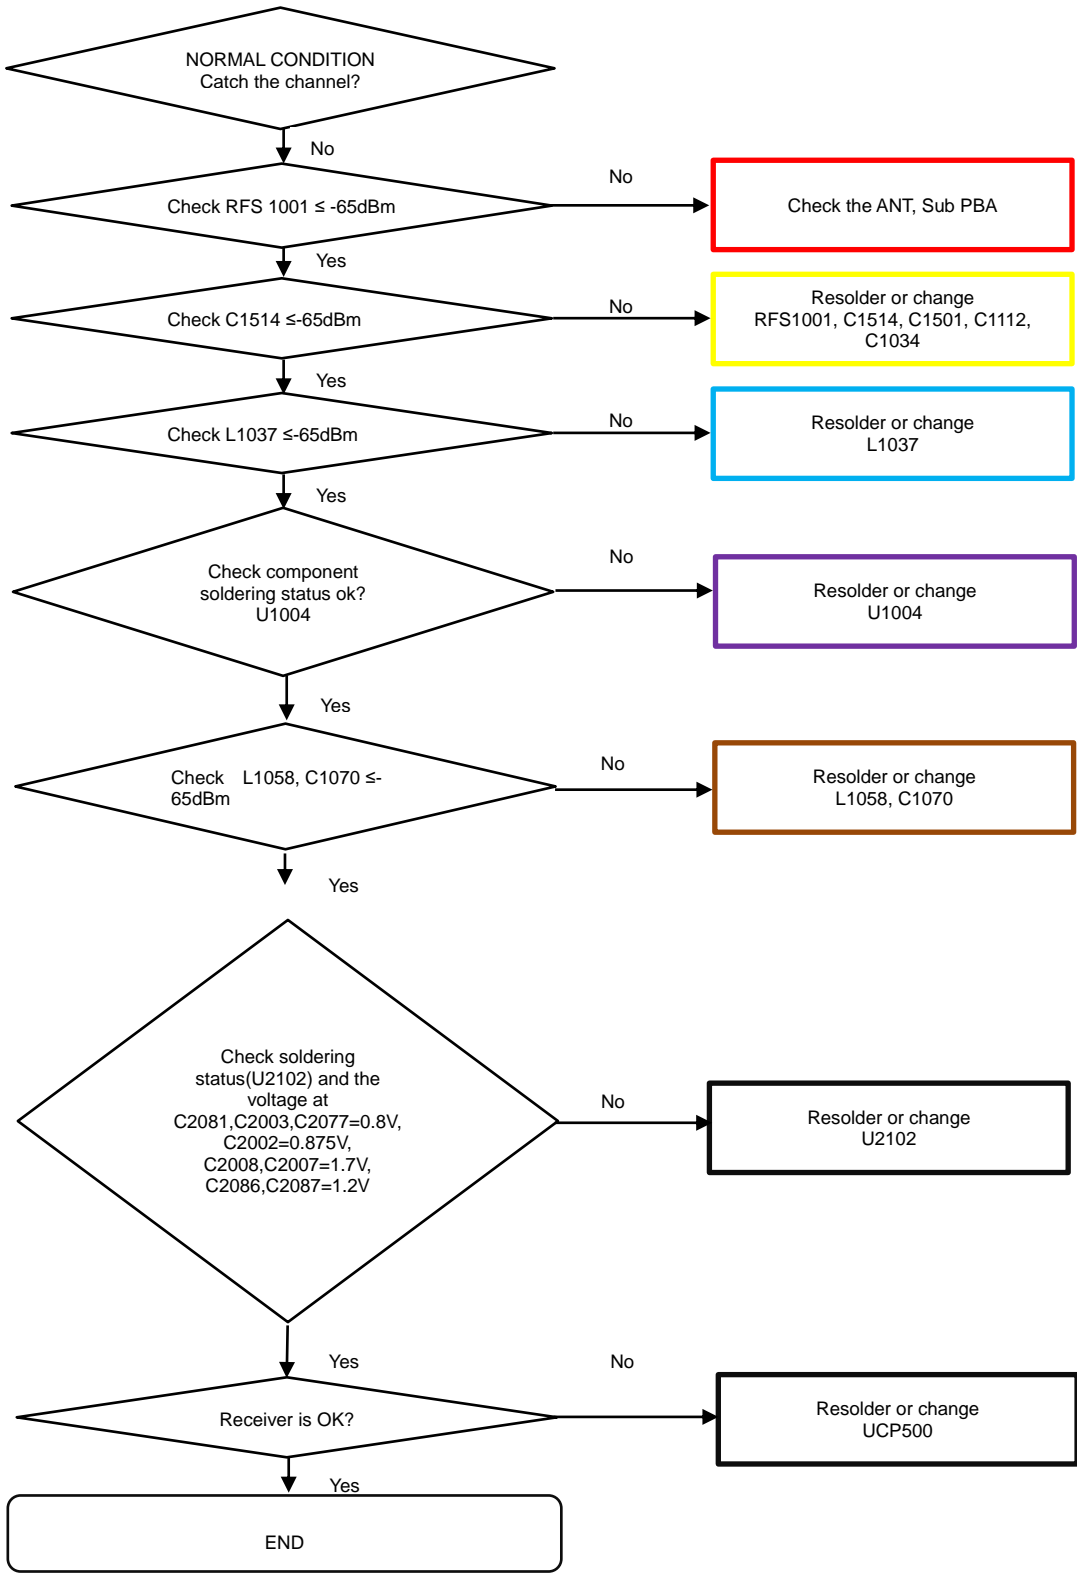 NORMAL CONDITION
Catch the channel?
No
Check RFS 1001 ≤ -65dBm
No
Check the ANT, Sub PBA
Yes
Check C1514 ≤-65dBm
No
Resolder or change
RFS1001, C1514, C1501, C1112,
C1034
Yes
Check L1037 ≤-65dBm
No
Resolder or change
L1037
Yes
Check component
soldering status ok?
U1004
No
Resolder or change
U1004
Yes
Check L1058, C1070 ≤-
65dBm
No
Resolder or change
L1058, C1070
Yes
Check soldering
status(U2102) and the
voltage at
C2081,C2003,C2077=0.8V,
C2002=0.875V,
C2008,C2007=1.7V,
C2086,C2087=1.2V
No
Resolder or change
U2102
Yes
Receiver is OK?
No
Resolder or change
UCP500
Yes
END